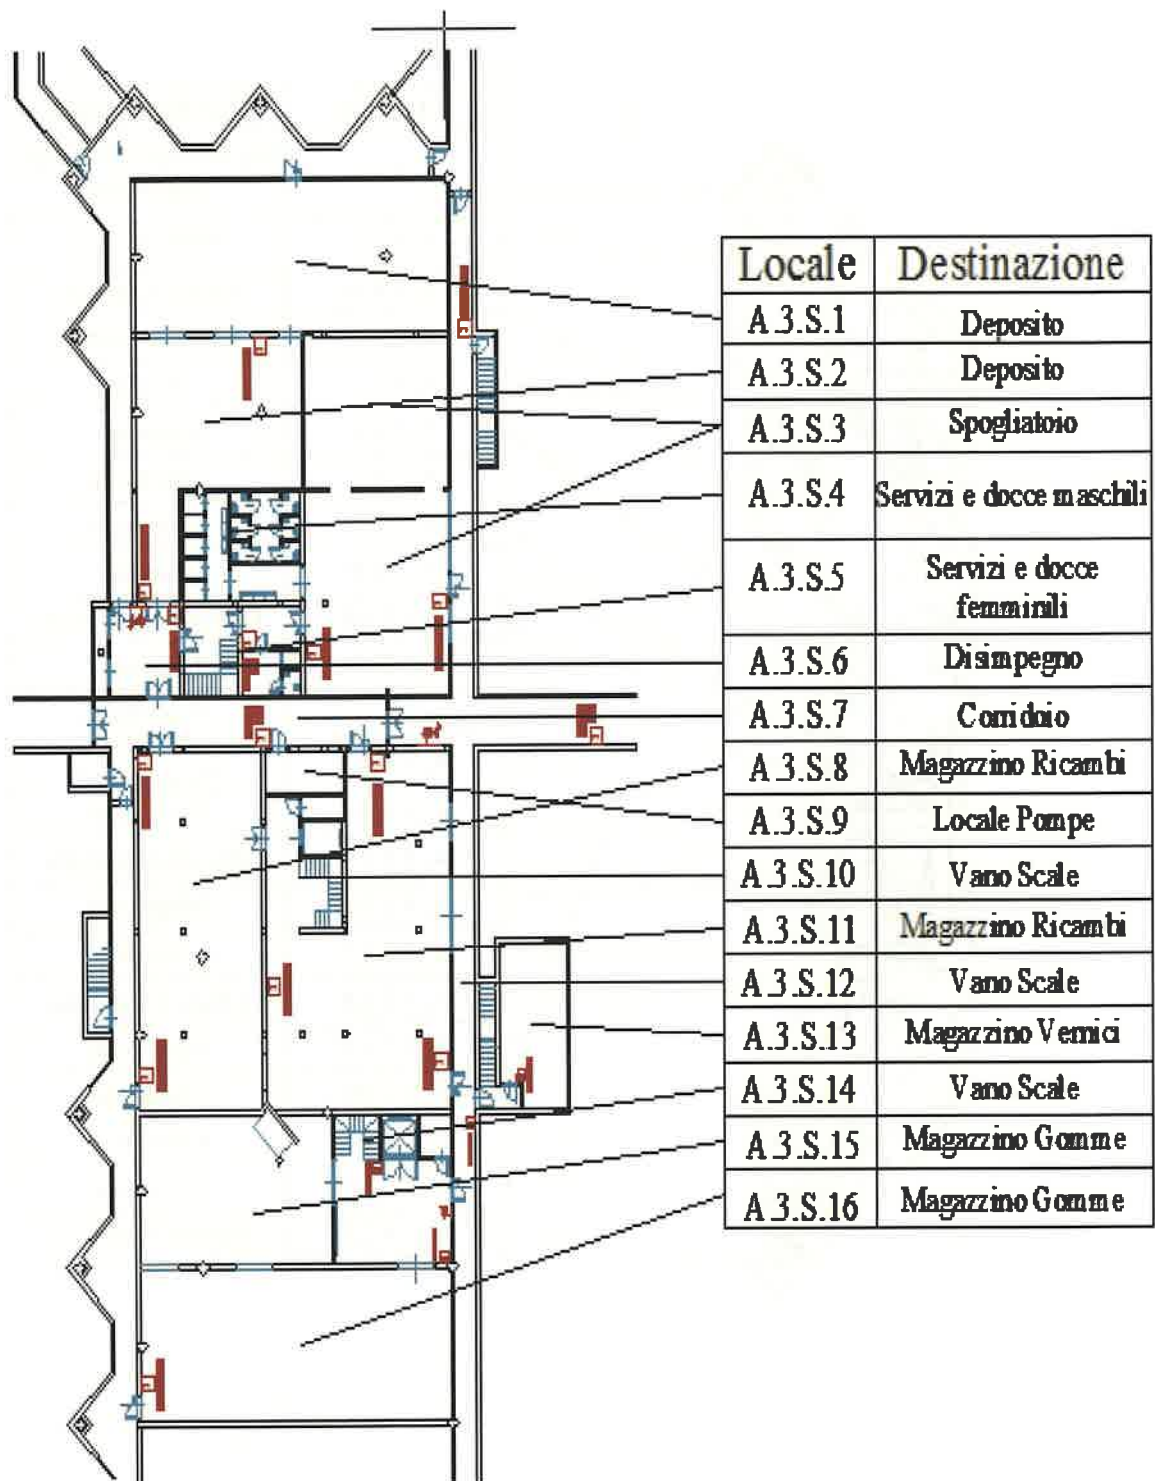 Locale Destinazione
A.3.S.1 Deposito
A.3.S.2 Deposito
A.3.S.3 Spogliatoio
A.3.S.4 Servizi e docce maschili
A.3.S.5 Servizi e docce
femminili
A.3.S.6 Disimpegno
A.3.S.7 Corridoio
A.3.S.8 Magazzino Ricambi
A.3.S.9 Locale Pompe
A.3.S.10 Vano Scale
A.3.S.11 Magazzino Ricambi
A.3.S.12 Vano Scale
A.3.S.13 Magazzino Vernici
A.3.S.14 Vano Scale
A.3.S.15 Magazzino Gomme
A.3.S.16 Magazzino Gomme